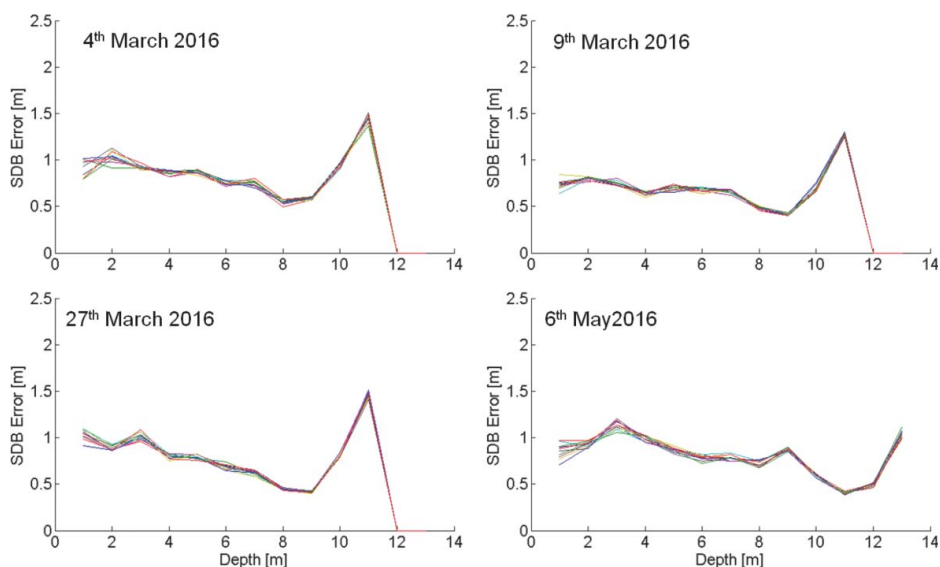 4th March 2016
SDB Error [m]
2.5
2
1.5
1
0.5
0
0 2 4 6 8 10 12 14
9th March 2016
SDB Error [m]
2.5
2
1.5
1
0.5
0
0 2 4 6 8 10 12 14
27th March 2016
SDB Error [m]
2.5
2
1.5
1
0.5
0
0 2 4 6 8 10 12 14
Depth [m]
6th May2016
SDB Error [m]
2.5
2
1.5
1
0.5
0
0 2 4 6 8 10 12 14
Depth [m]